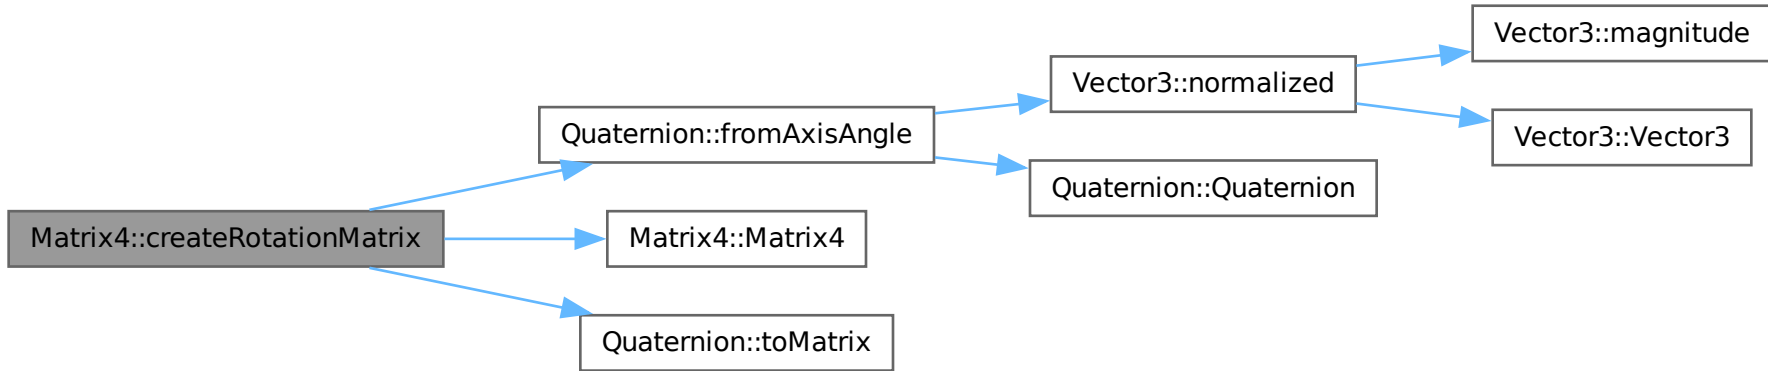 Matrix4::createRotationMatrix
Quaternion::fromAxisAngle
Vector3::normalized
Vector3::magnitude
Vector3::Vector3
Quaternion::Quaternion
Matrix4::Matrix4
Quaternion::toMatrix